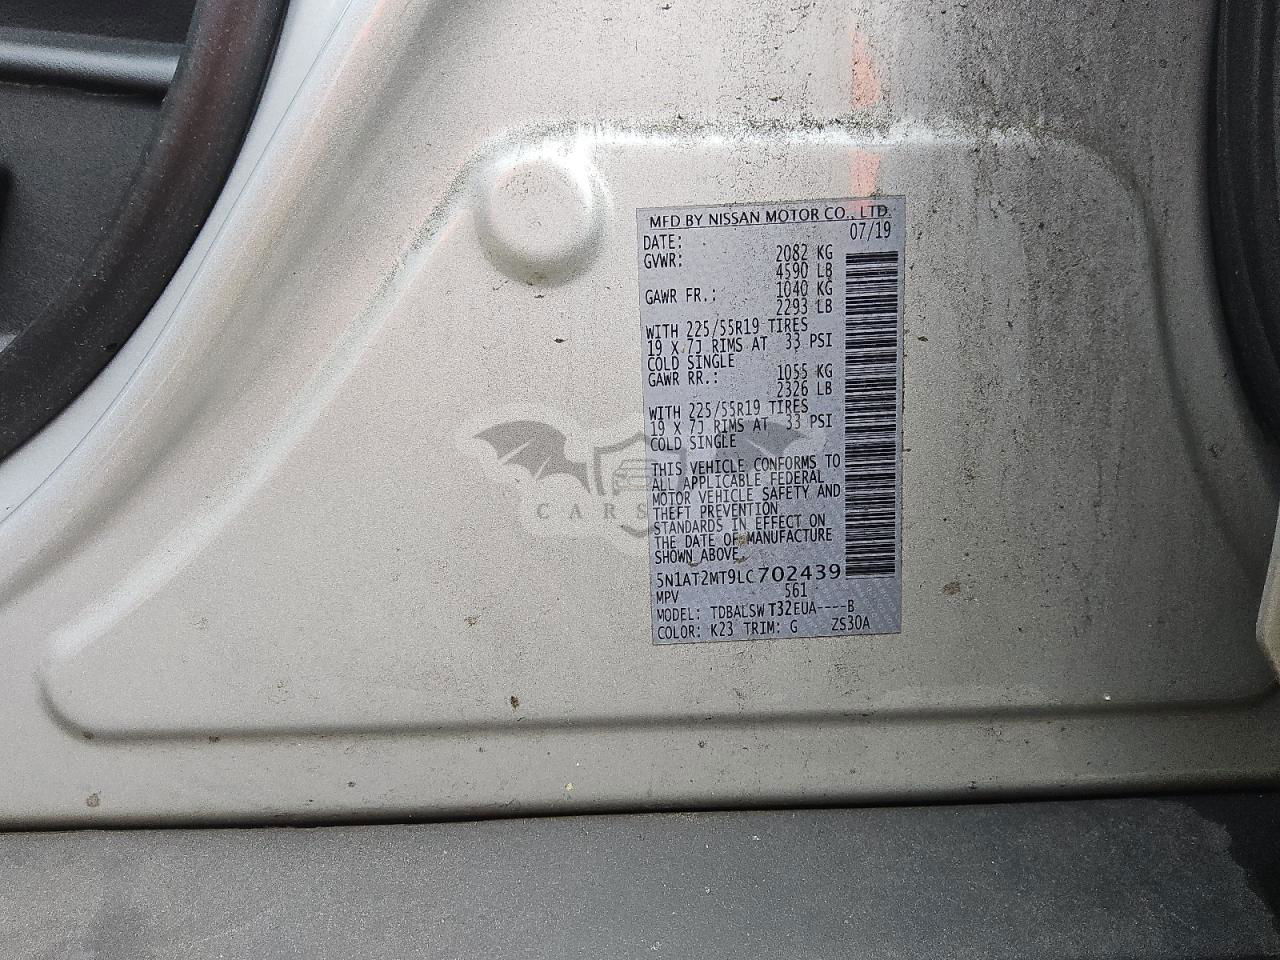 MFD BY NISSAN MOTOR CO., LTD.
DATE: 07/19
GVWR: 2082 KG
4590 LB
GAWR FR.: 1040 KG
2293 LB
WITH 225/55R19 TIRES
19 X 7J RIMS AT 33 PSI
COLD SINGLE
GAWR RR.: 1055 KG
2326 LB
WITH 225/55R19 TIRES
19 X 7J RIMS AT 33 PSI
COLD SINGLE
THIS VEHICLE CONFORMS TO
ALL APPLICABLE FEDERAL
MOTOR VEHICLE SAFETY AND
THEFT PREVENTION
STANDARDS IN EFFECT ON
THE DATE OF MANUFACTURE
SHOWN ABOVE.
5N1AT2MT9LC702439
MPV 561
MODEL: TDBALSW T32EUA----B
COLOR: K23 TRIM: G ZS30A